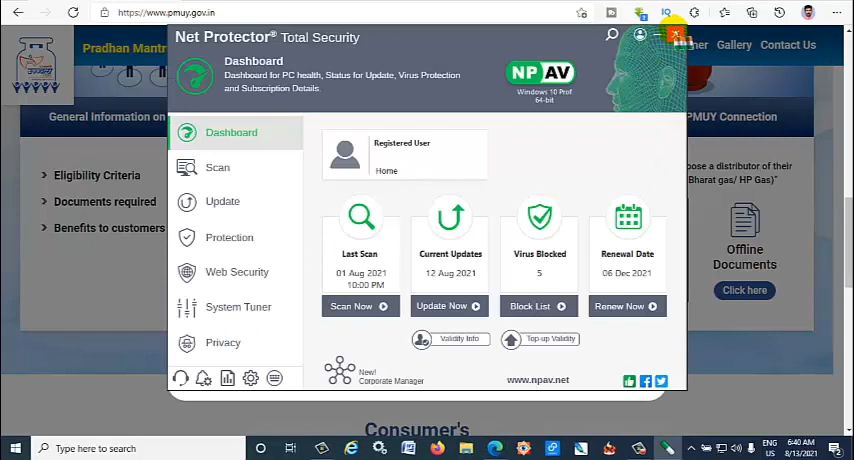 https://www.pmuy.gov.in
IQ
Pradhan Mantr
Gallery
Contact Us
Net Protector® Total Security
Dashboard
Dashboard for PC health, Status for Update, Virus Protection
and Subscription Details.
NP AV
Windows 10 Prof
64-bit
General Information on
PMUY Connection
Eligibility Criteria
Documents required
Benefits to customers
ose a distributor of their
Bharat gas/ HP Gas}"
Offline
Documents
Click here
Dashboard
Scan
Update
Protection
Web Security
System Tuner
Privacy
Registered User
Home
Last Scan
01 Aug 2021
10:00 PM
Scan Now
Current Updates
12 Aug 2021
Update Now
Virus Blocked
5
Block List
Renewal Date
06 Dec 2021
Renew Now
Validity Info
Top-up Validity
New!
Corporate Manager
www.npav.net
Consumer's
Type here to search
ENG
US
6:40 AM
8/13/2021
2